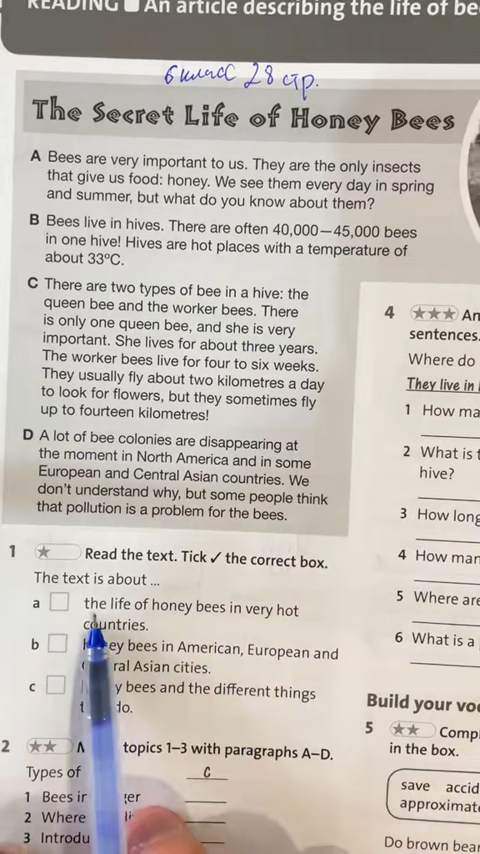 READING An article describing the life of be
6 класс 28 стр.
The Secret Life of Honey Bees
A Bees are very important to us. They are the only insects
that give us food: honey. We see them every day in spring
and summer, but what do you know about them?
B Bees live in hives. There are often 40,000–45,000 bees
in one hive! Hives are hot places with a temperature of
about 33ºC.
C There are two types of bee in a hive: the
queen bee and the worker bees. There
is only one queen bee, and she is very
important. She lives for about three years.
The worker bees live for four to six weeks.
They usually fly about two kilometres a day
to look for flowers, but they sometimes fly
up to fourteen kilometres!
D A lot of bee colonies are disappearing at
the moment in North America and in some
European and Central Asian countries. We
don't understand why, but some people think
that pollution is a problem for the bees.
1 ★ Read the text. Tick ✓ the correct box.
The text is about ...
a the life of honey bees in very hot
countries.
b ey bees in American, European and
ral Asian cities.
c y bees and the different things
do.
2 ★★ topics 1–3 with paragraphs A–D.
Types of C
1 Bees ger
2 Where
3 Introdu
4 ★★★ An
sentences.
Where do
They live in
1 How ma
2 What is
hive?
3 How long
4 How man
5 Where are
6 What is a
Build your vo
5 ★★ Comp
in the box.
save accid
approximat
Do brown bear